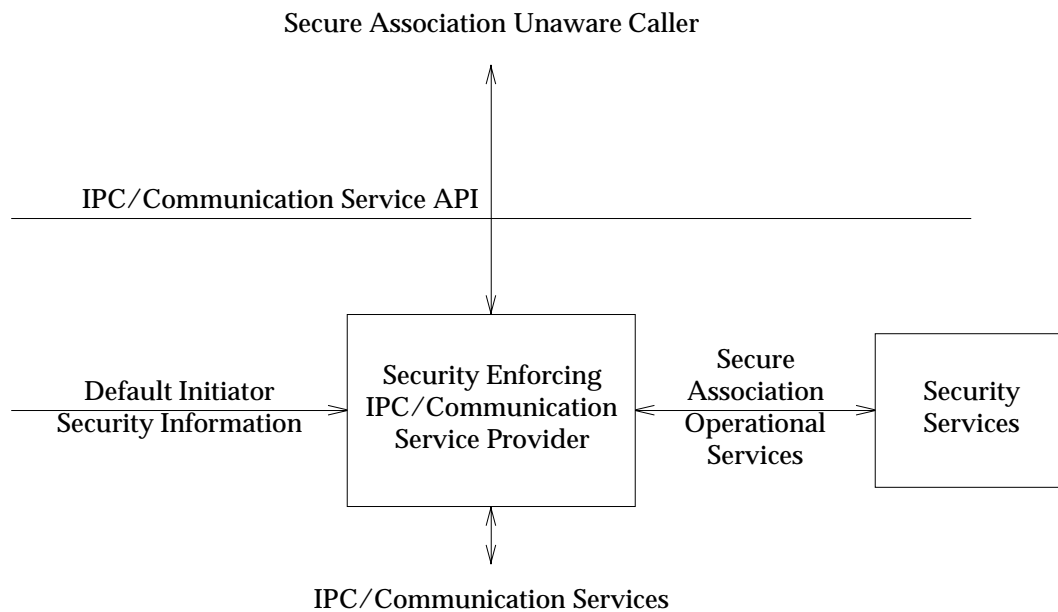 Secure Association Unaware Caller
IPC/Communication Service API
Default Initiator
Security Information
Security Enforcing
IPC/Communication
Service Provider
Secure
Association
Operational
Services
Security
Services
IPC/Communication Services